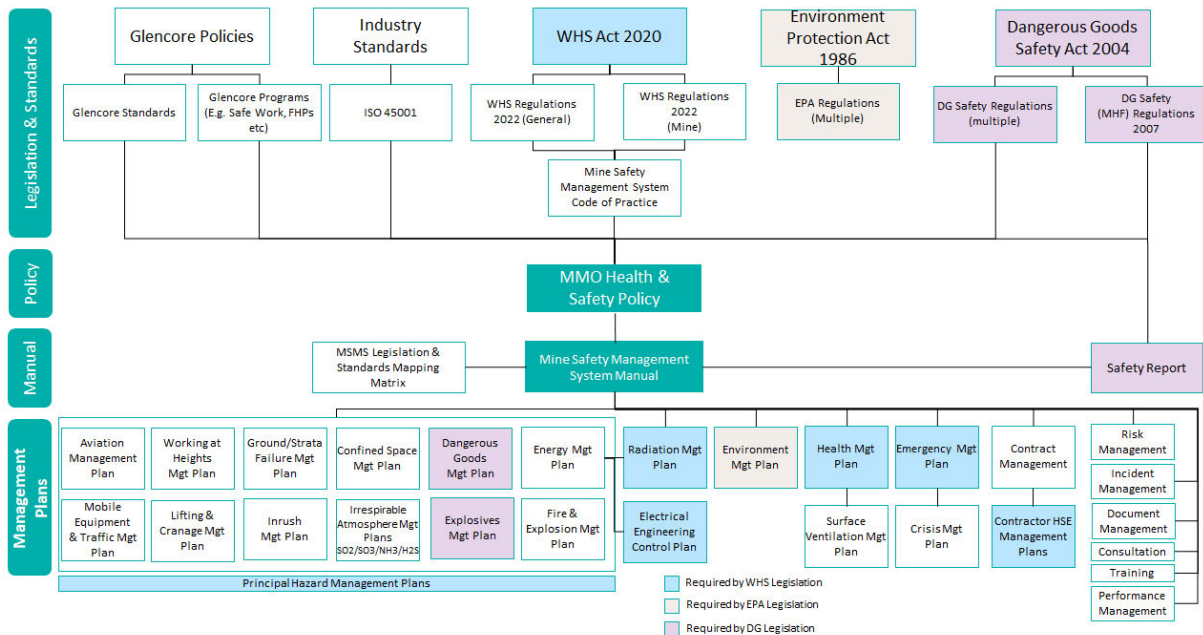 Legislation & Standards
Glencore Policies
Industry
Standards
WHS Act 2020
Environment
Protection Act
1986
Dangerous Goods
Safety Act 2004
Glencore Standards
Glencore Programs
(E.g. Safe Work, FHPs
etc)
ISO 45001
WHS Regulations
2022 (General)
WHS Regulations
2022
(Mine)
EPA Regulations
(Multiple)
DG Safety Regulations
(multiple)
DG Safety
(MHF) Regulations
2007
Mine Safety
Management System
Code of Practice
Policy
MMO Health &
Safety Policy
Manual
MSMS Legislation &
Standards Mapping
Matrix
Mine Safety Management
System Manual
Safety Report
Management
Plans
Aviation
Management
Plan
Working at
Heights
Mgt Plan
Ground/Strata
Failure Mgt
Plan
Confined Space
Mgt Plan
Dangerous
Goods
Mgt Plan
Energy Mgt
Plan
Radiation Mgt
Plan
Environment
Mgt Plan
Health Mgt
Plan
Emergency Mgt
Plan
Contract
Management
Risk
Management
Incident
Management
Document
Management
Consultation
Training
Performance
Management
Mobile
Equipment
& Traffic Mgt
Plan
Lifting &
Cranage Mgt
Plan
Inrush Mgt
Plan
Irrespirable
Atmosphere Mgt
Plans
SO2/SO3/NH3/H2S
Explosives
Mgt Plan
Fire &
Explosion Mgt
Plan
Electrical
Engineering
Control Plan
Surface
Ventilation Mgt
Plan
Crisis Mgt
Plan
Contractor HSE
Management
Plans
Principal Hazard Management Plans
Required by WHS Legislation
Required by EPA Legislation
Required by DG Legislation